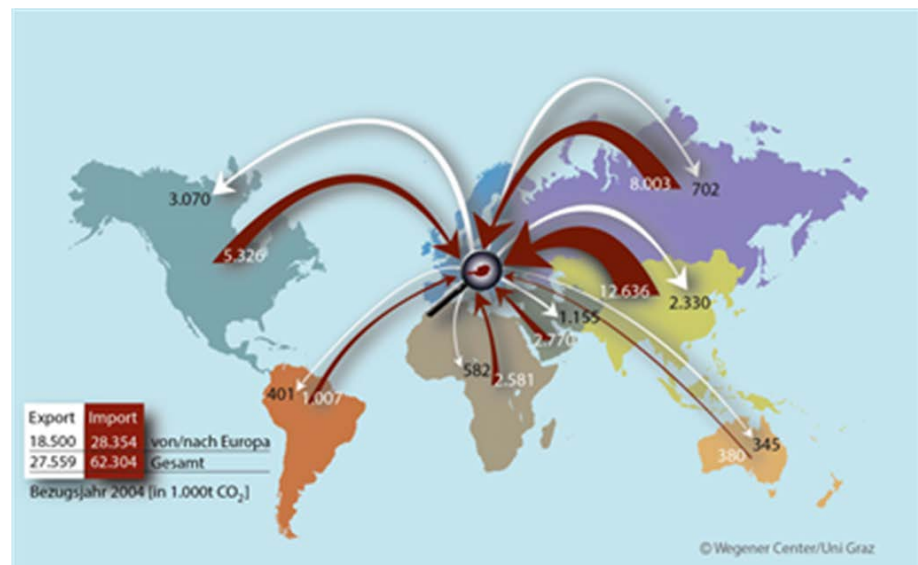 3.070
5.326
8.003
702
12.636
2.330
1.155
2.770
582
2.581
401
1.007
345
380
Export Import
18.500 28.354 von/nach Europa
27.559 62.304 Gesamt
Bezugsjahr 2004 [in 1.000t CO₂]
© Wegener Center/Uni Graz